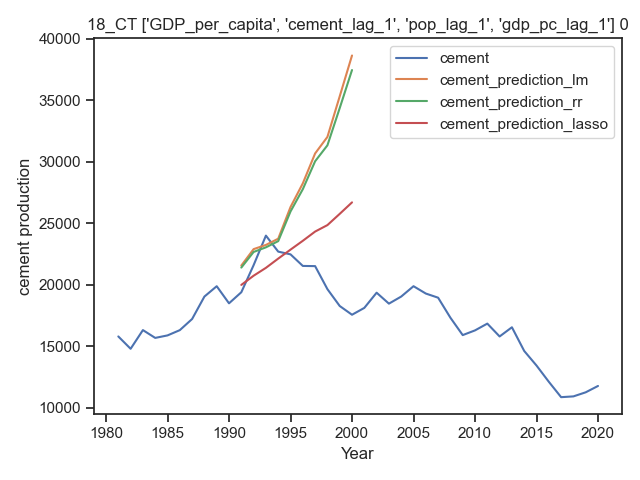 18_CT ['GDP_per_capita', 'cement_lag_1', 'pop_lag_1', 'gdp_pc_lag_1'] 0
40000
35000
30000
25000
20000
15000
10000
cement production
cement
cement_prediction_lm
cement_prediction_rr
cement_prediction_lasso
1980 1985 1990 1995 2000 2005 2010 2015 2020
Year